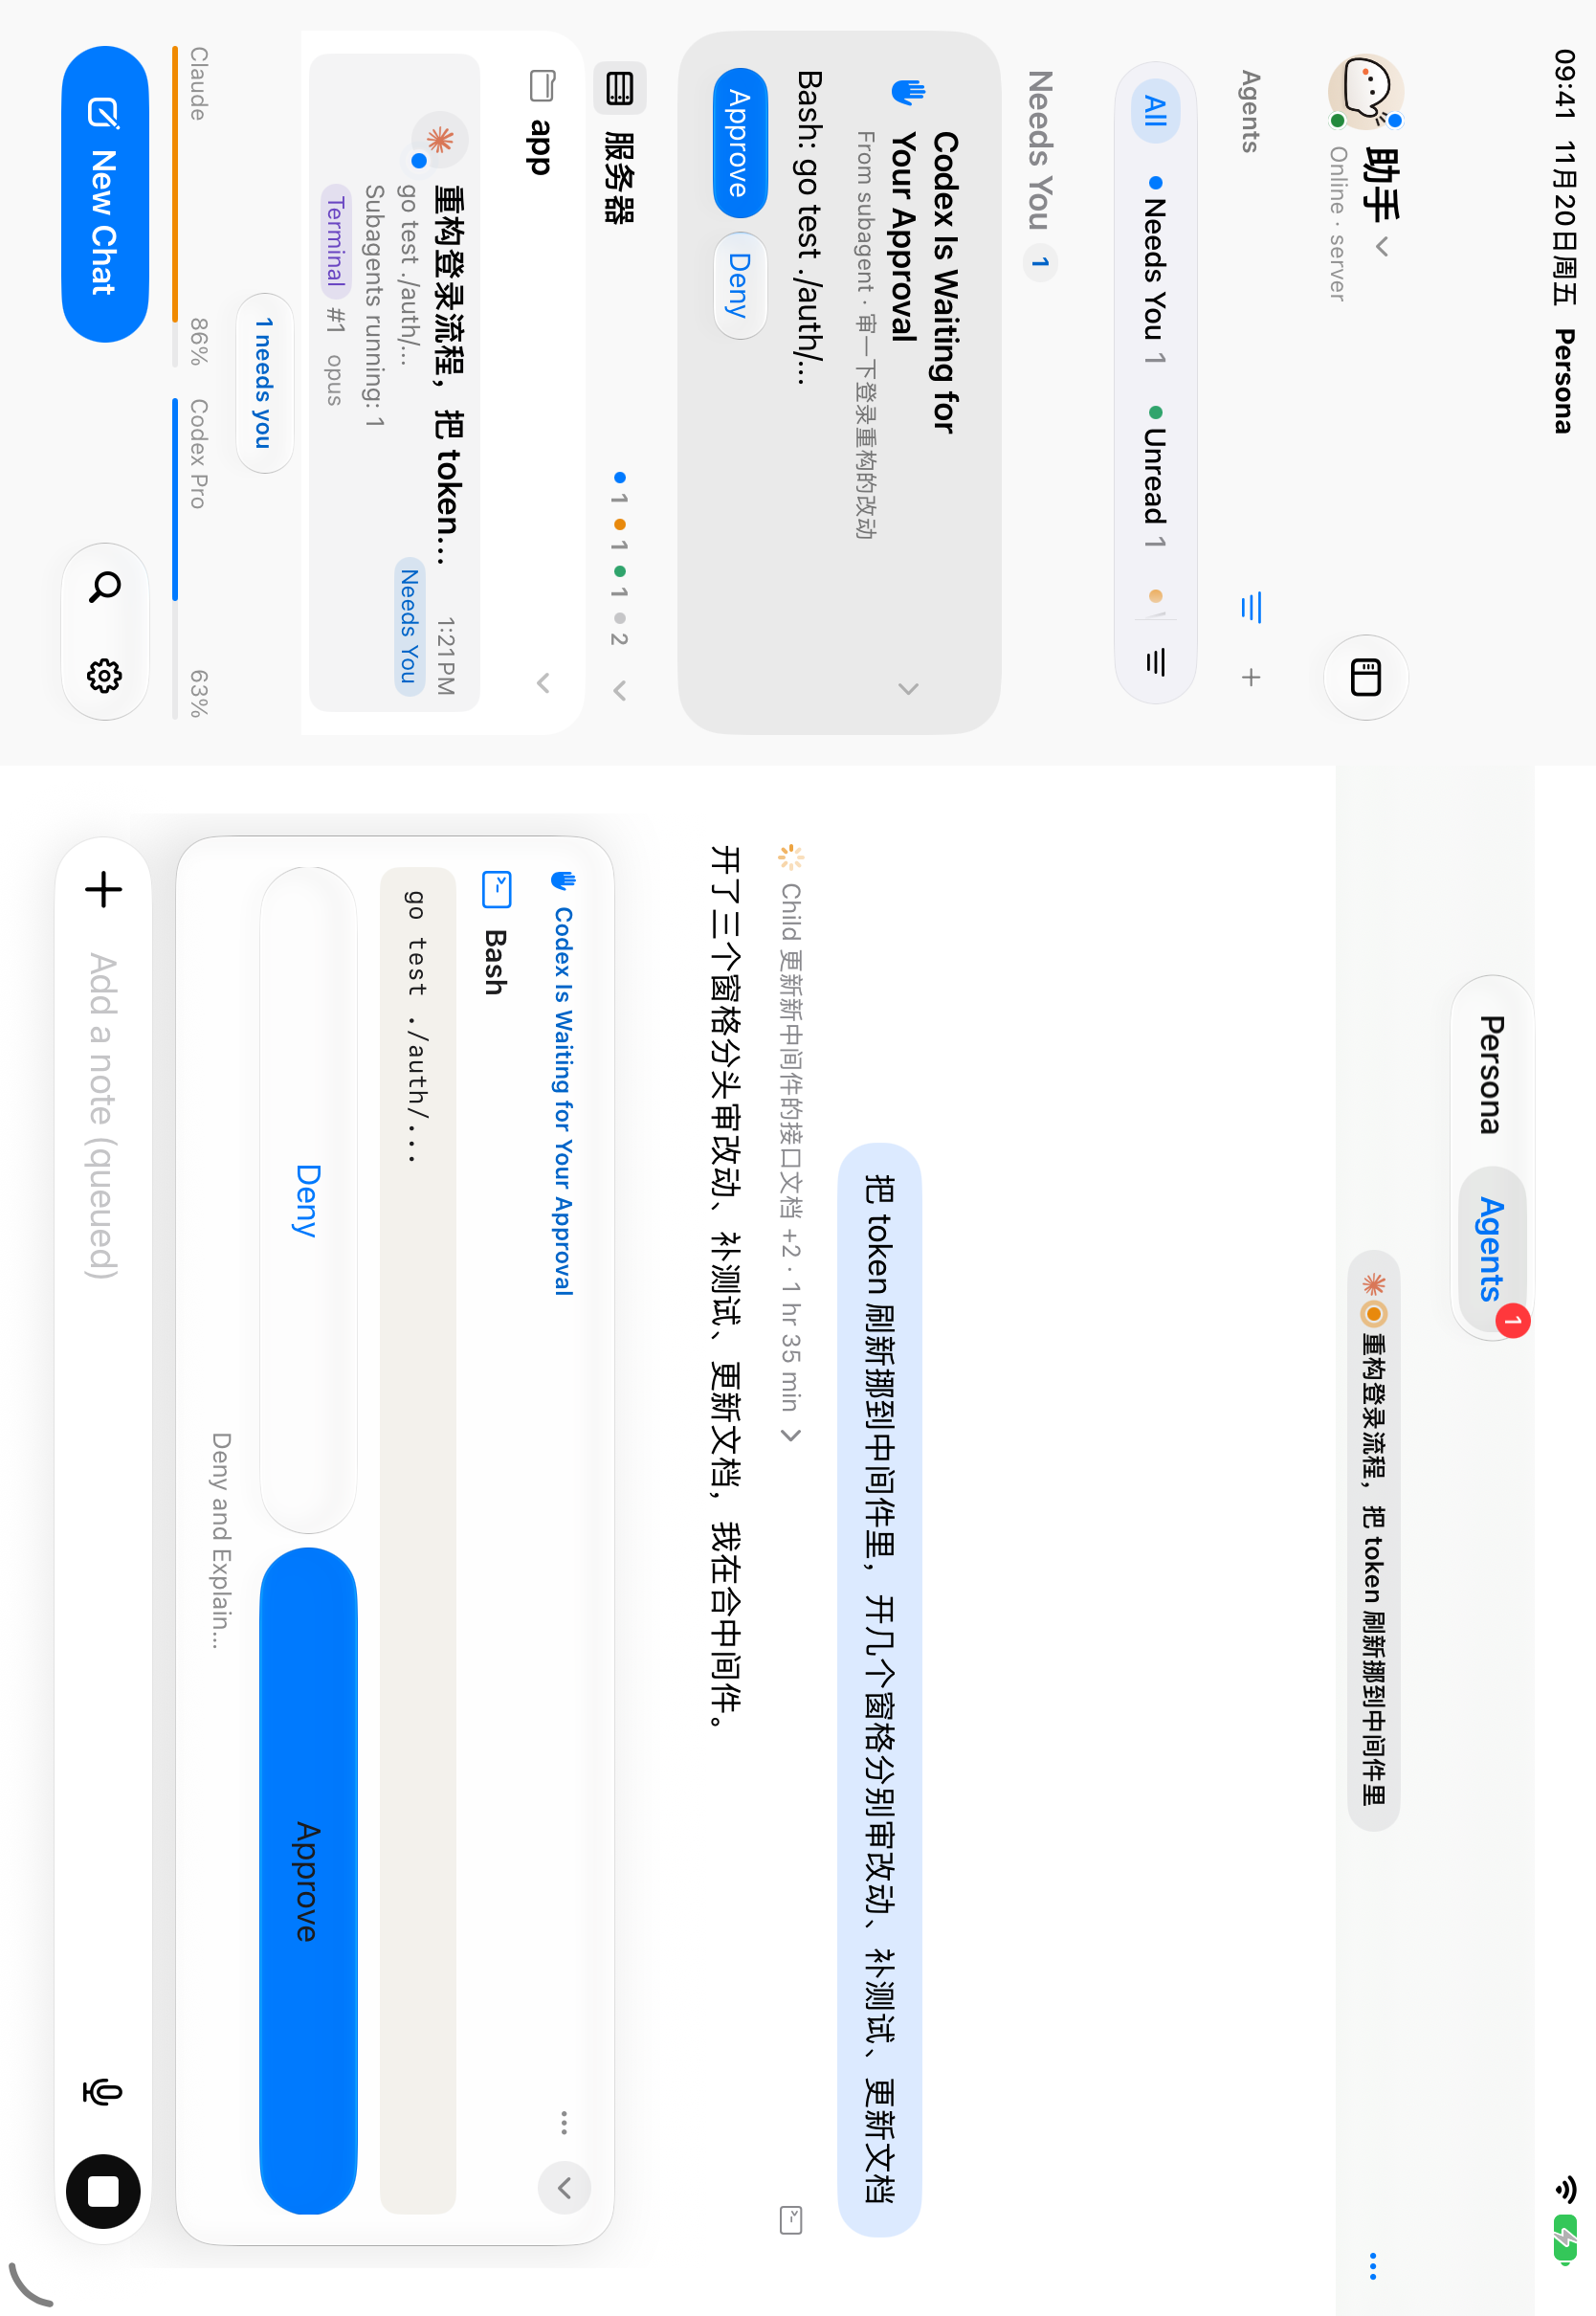 09:41 11月20日周五 Persona
助手
Online · server
Agents
All
Needs You 1
Unread 1
Needs You 1
Codex Is Waiting for
Your Approval
From subagent · 审一下登录重构的改动
Bash: go test ./auth/...
Approve
Deny
服务器
1 1 1 2
app
重构登录流程，把 token...
1:21 PM
go test ./auth/...
Needs You
Subagents running: 1
Terminal #1 opus
1 needs you
Claude 86%
Codex Pro 63%
New Chat
Persona
Agents
1
重构登录流程，把 token 刷新挪到中间件里
把 token 刷新挪到中间件里，开几个窗格分别审改动、补测试、更新文档
Child 更新新中间件的接口文档 +2 · 1 hr 35 min
开了三个窗格分头审改动、补测试、更新文档，我在合中间件。
Codex Is Waiting for Your Approval
Bash
go test ./auth/...
Deny
Approve
Deny and Explain...
Add a note (queued)